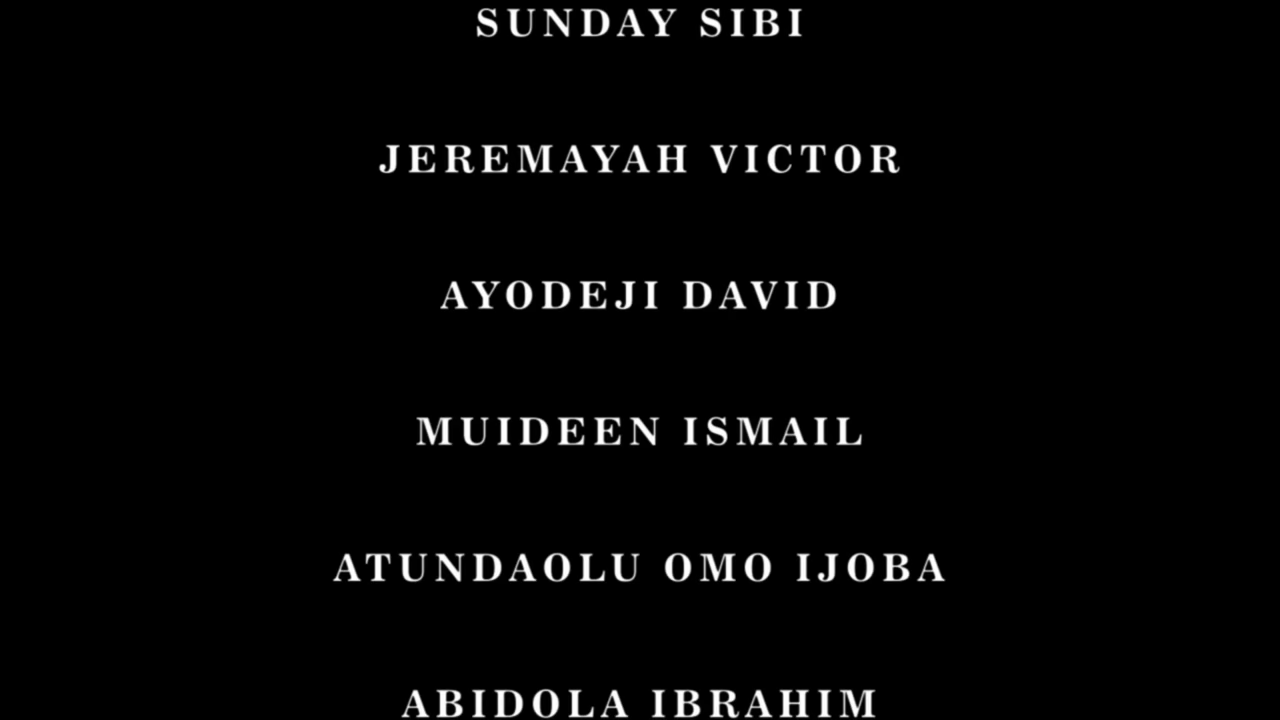 SUNDAY SIBI
JEREMAYAH VICTOR
AYODEJI DAVID
MUIDEEN ISMAIL
ATUNDAOLU OMO IJOBA
ABIDOLA IBRAHIM